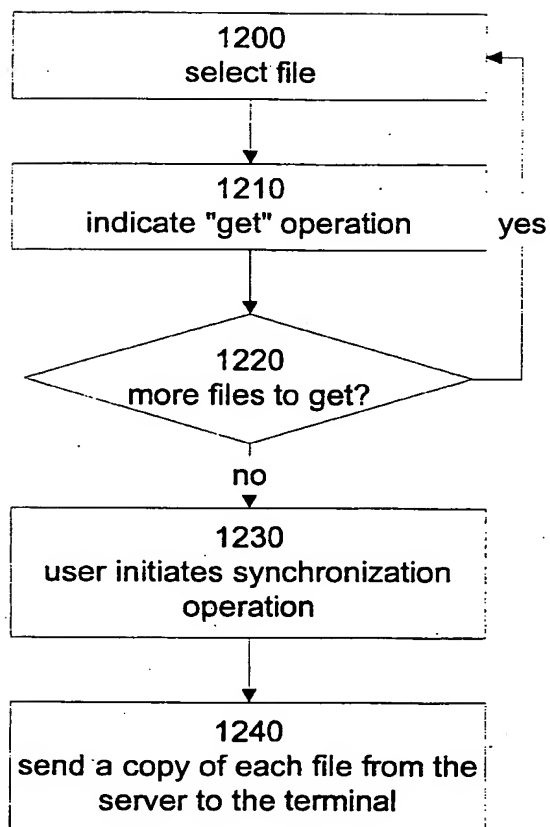 1200
select file
1210
indicate "get" operation
yes
1220
more files to get?
no
1230
user initiates synchronization
operation
1240
send a copy of each file from the
server to the terminal